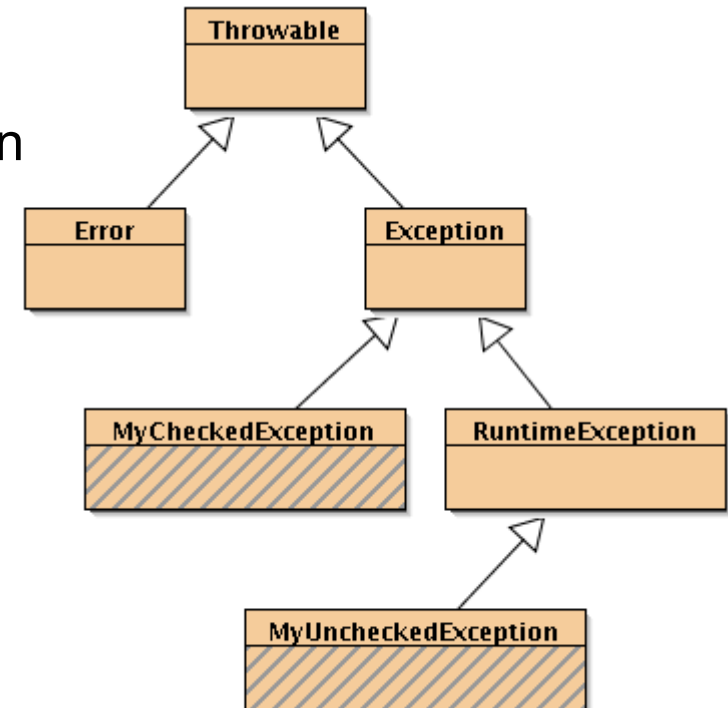 Throwable
n
Error
Exception
MyCheckedException
RuntimeException
MyUncheckedException